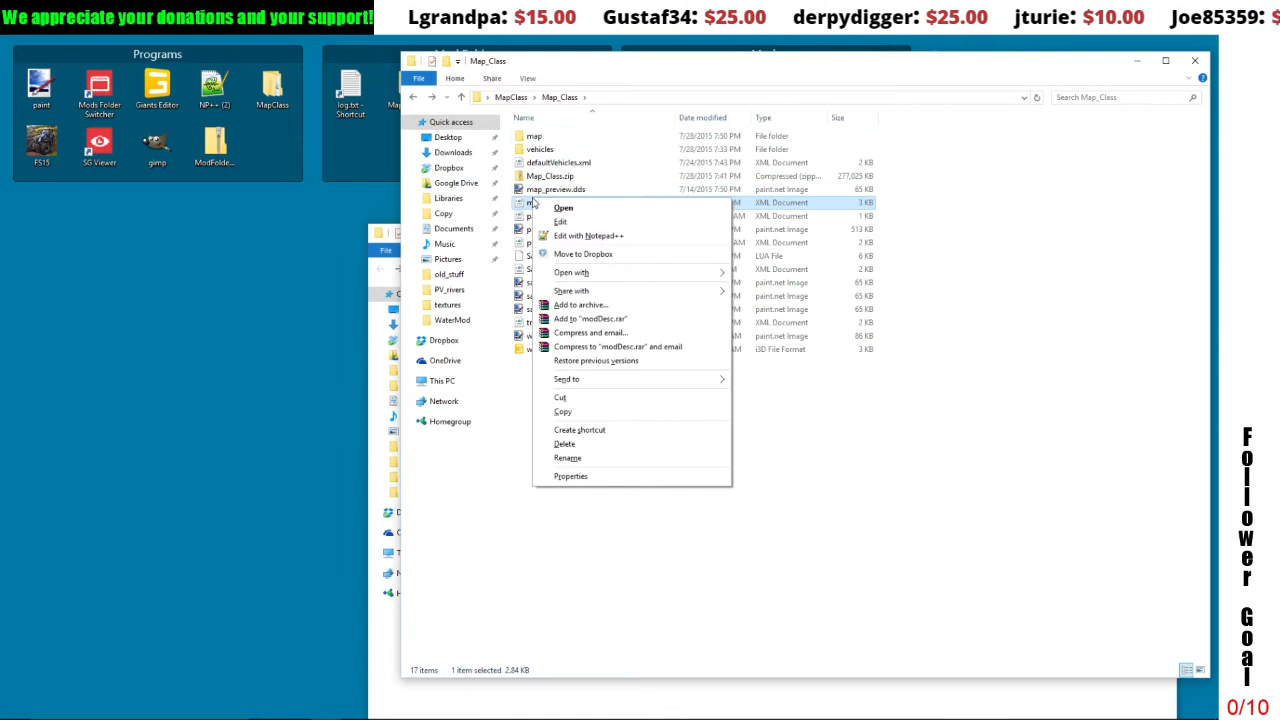 We appreciate your donations and your support!
Lgrandpa: $15.00 Gustaf34: $25.00 derpydigger: $25.00 jturie: $10.00 Joe85359:
Programs
paint
Mods Folder Switcher
Giants Editor
NP++ (2)
MapClass
FS15
SG Viewer
gimp
ModFolde...
log.txt - Shortcut
Map_Class
File Home Share View
MapClass > Map_Class >
Search Map_Class
Name Date modified Type Size
Quick access
Desktop
Downloads
Dropbox
Google Drive
Libraries
Copy
Documents
Music
Pictures
old_stuff
PV_rivers
textures
WaterMod
Dropbox
OneDrive
This PC
Network
Homegroup
map 7/28/2015 7:50 PM File folder
vehicles 7/28/2015 7:33 PM File folder
defaultVehicles.xml 7/24/2015 7:43 PM XML Document 2 KB
Map_Class.zip 7/28/2015 7:41 PM Compressed (zipp... 277,025 KB
map_preview.dds 7/14/2015 7:50 PM paint.net Image 65 KB
XML Document 3 KB
XML Document 1 KB
paint.net Image 513 KB
paint.net Image 65 KB
LUA File 6 KB
XML Document 2 KB
paint.net Image 65 KB
paint.net Image 65 KB
paint.net Image 65 KB
XML Document 2 KB
paint.net Image 86 KB
i3D File Format 3 KB
Open
Edit
Edit with Notepad++
Move to Dropbox
Open with
Share with
Add to archive...
Add to "modDesc.rar"
Compress and email...
Compress to "modDesc.rar" and email
Restore previous versions
Send to
Cut
Copy
Create shortcut
Delete
Rename
Properties
17 items 1 item selected 2.84 KB
File
Follower Goal
0/10